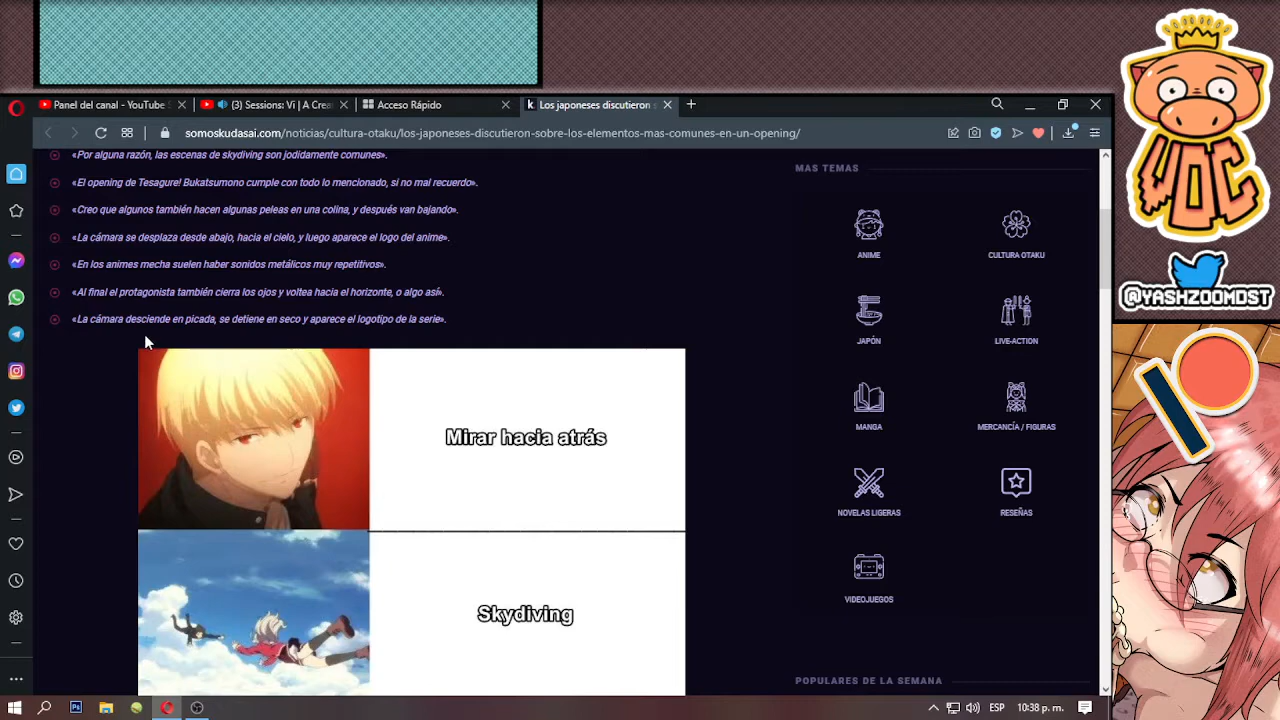 Panel del canal - YouTube
(3) Sessions: Vi | A Crea
Acceso Rápido
Los japoneses discutieron s
somoskudasaii.com/noticias/cultura-otaku/los-japoneses-discutieron-sobre-los-elementos-mas-comunes-en-un-opening/
«Por alguna razón, las escenas de skydiving son jodidamente comunes».
«El opening de Tesagure! Bukatsumono cumple con todo lo mencionado, si no mal recuerdo».
«Creo que algunos también hacen algunas peleas en una colina, y después van bajando».
«La cámara se desplaza desde abajo, hacia el cielo, y luego aparece el logo del anime».
«En los animes mecha suelen haber sonidos metálicos muy repetitivos».
«Al final el protagonista también cierra los ojos y voltea hacia el horizonte, o algo así».
«La cámara desciende en picada, se detiene en seco y aparece el logotipo de la serie».
Mirar hacia atrás
Skydiving
MAS TEMAS
ANIME
CULTURA OTAKU
JAPÓN
LIVE-ACTION
MANGA
MERCANCÍA / FIGURAS
NOVELAS LIGERAS
RESEÑAS
VIDEOJUEGOS
POPULARES DE LA SEMANA
VOC
@YASHZOOMDST
ESP
10:38 p. m.